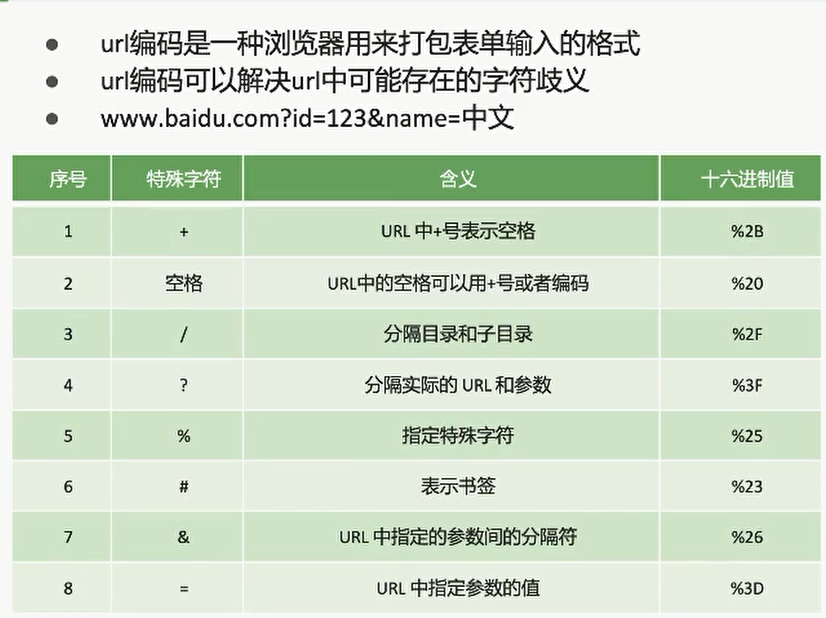 ● url编码是一种浏览器用来打包表单输入的格式
● url编码可以解决url中可能存在的字符歧义
● www.baidu.com?id=123&name=中文
序号 特殊字符 含义 十六进制值
1 + URL 中+号表示空格 %2B
2 空格 URL中的空格可以用+号或者编码 %20
3 / 分隔目录和子目录 %2F
4 ? 分隔实际的 URL 和参数 %3F
5 % 指定特殊字符 %25
6 # 表示书签 %23
7 & URL 中指定的参数间的分隔符 %26
8 = URL 中指定参数的值 %3D